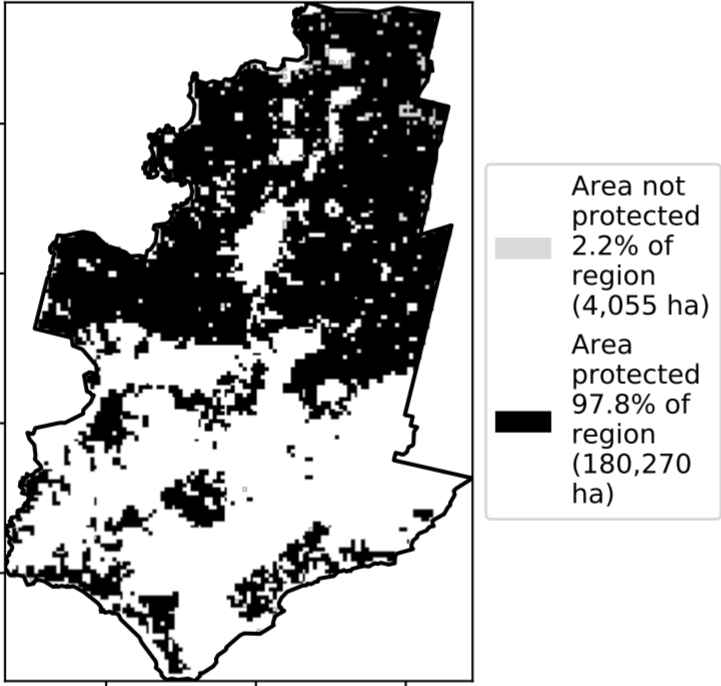 Area not
protected
2.2% of
region
(4,055 ha)
Area
protected
97.8% of
region
(180,270
ha)